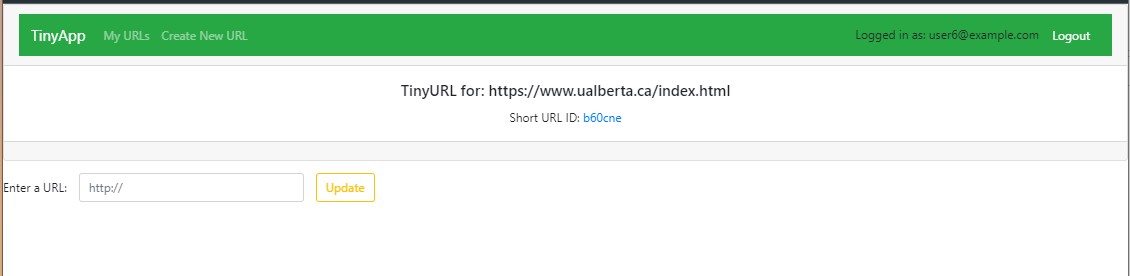 TinyApp My URLs Create New URL Logged in as: user6@example.com Logout
TinyURL for: https://www.ualberta.ca/index.html
Short URL ID: b60cne
Enter a URL: http:// Update